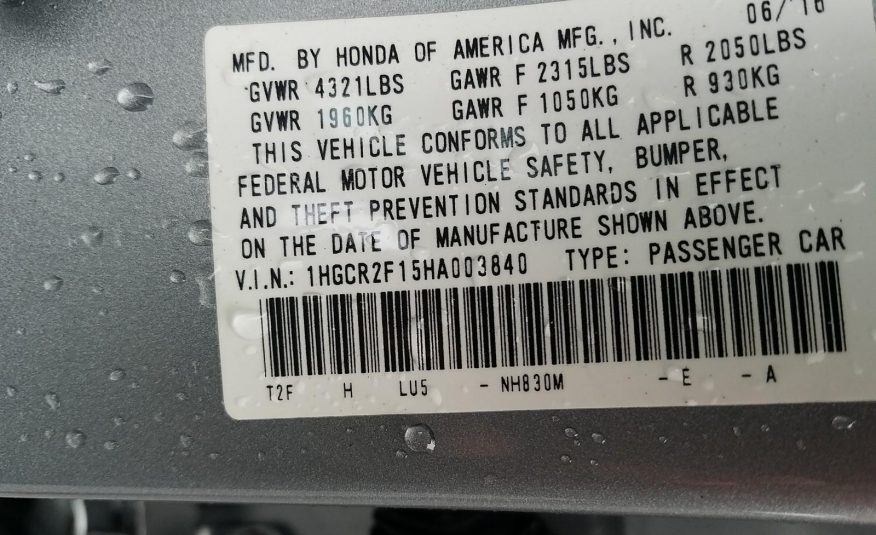 MFD. BY HONDA OF AMERICA MFG., INC. 06/16
GVWR 4321LBS GAWR F 2315LBS R 2050LBS
GVWR 1960KG GAWR F 1050KG R 930KG
THIS VEHICLE CONFORMS TO ALL APPLICABLE
FEDERAL MOTOR VEHICLE SAFETY, BUMPER,
AND THEFT PREVENTION STANDARDS IN EFFECT
ON THE DATE OF MANUFACTURE SHOWN ABOVE.
V.I.N.: 1HGCR2F15HA003840 TYPE: PASSENGER CAR
T2F H LU5 - NH830M - E - A